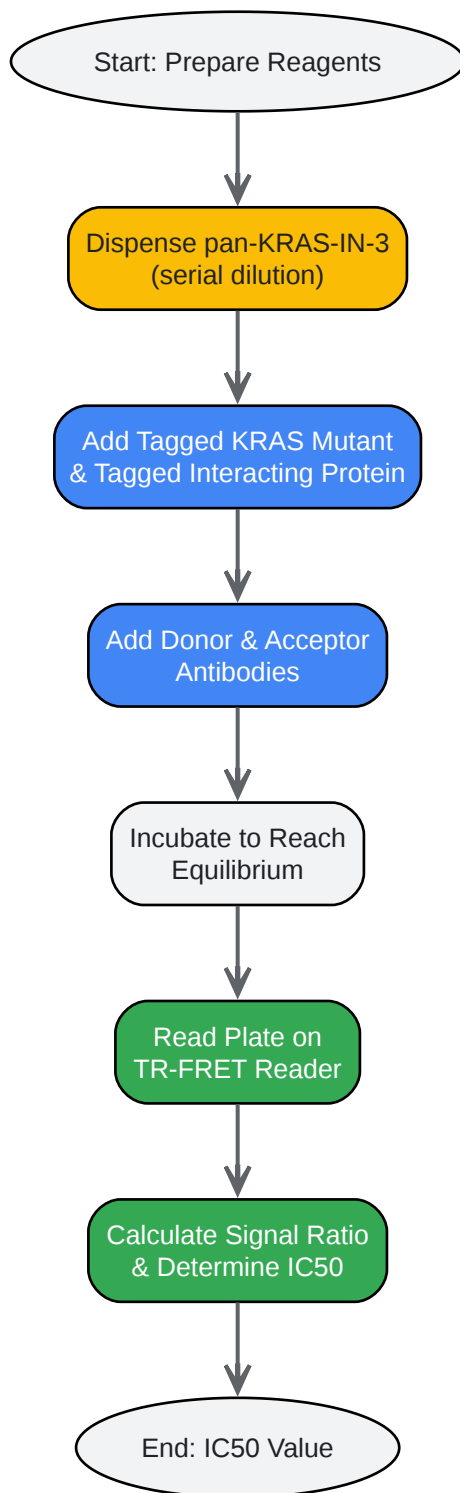 Start: Prepare Reagents
Dispense pan-KRAS-IN-3
(serial dilution)
Add Tagged KRAS Mutant
& Tagged Interacting Protein
Add Donor & Acceptor
Antibodies
Incubate to Reach
Equilibrium
Read Plate on
TR-FRET Reader
Calculate Signal Ratio
& Determine IC50
End: IC50 Value